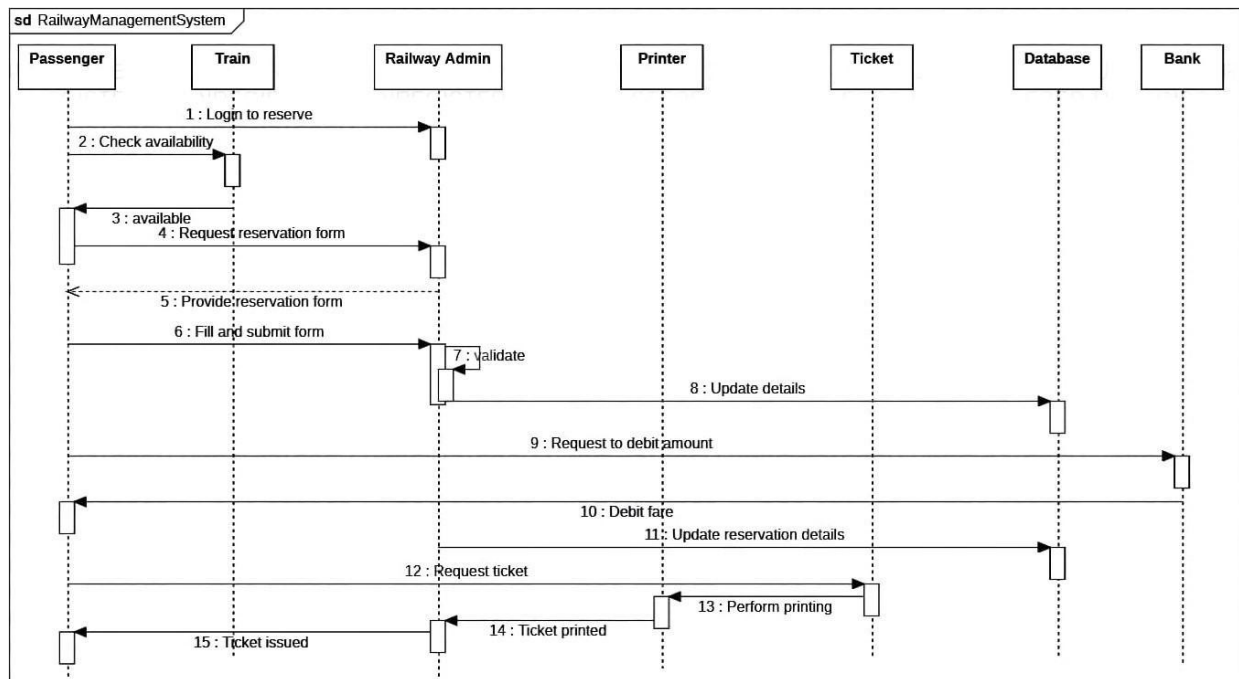 sd RailwayManagementSystem
Passenger
Train
Railway Admin
Printer
Ticket
Database
Bank
1 : Login to reserve
2 : Check availability
3 : available
4 : Request reservation form
5 : Provide reservation form
6 : Fill and submit form
7 : validate
8 : Update details
9 : Request to debit amount
10 : Debit fare
11 : Update reservation details
12 : Request ticket
13 : Perform printing
14 : Ticket printed
15 : Ticket issued